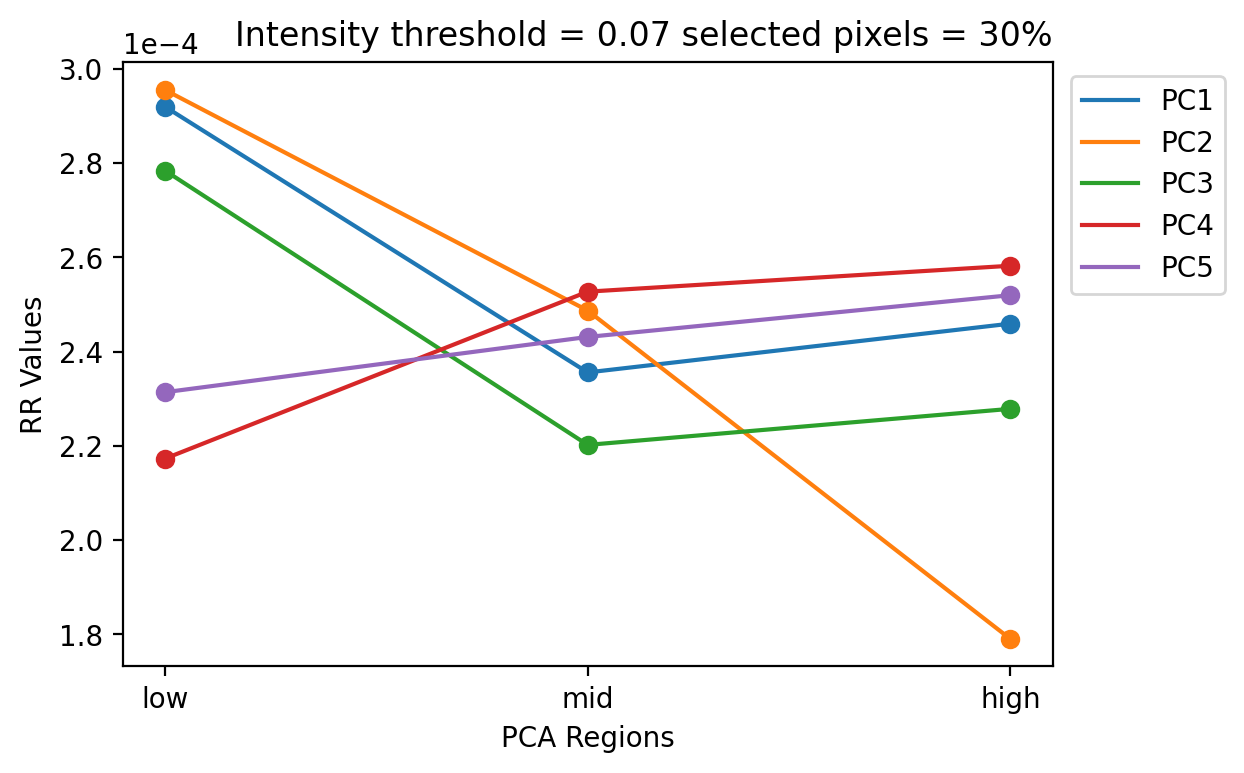 Intensity threshold = 0.07 selected pixels = 30%
1e−4
3.0
2.8
2.6
2.4
2.2
2.0
1.8
RR Values
low
mid
high
PCA Regions
PC1
PC2
PC3
PC4
PC5